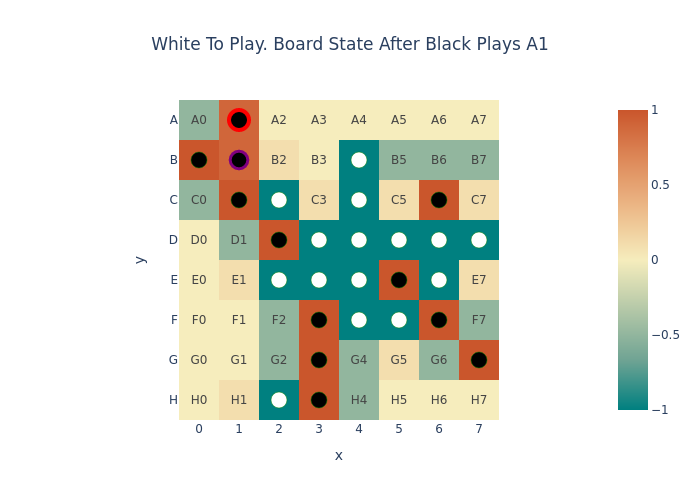 White To Play. Board State After Black Plays A1
A A0 A2 A3 A4 A5 A6 A7 1
B B2 B3 B5 B6 B7
C C0 C3 C5 C7 0.5
D D0 D1
y E E0 E1 E7 0
F F0 F1 F2 F7 −0.5
G G0 G1 G2 G4 G5 G6
H H0 H1 H4 H5 H6 H7 −1
0 1 2 3 4 5 6 7
x